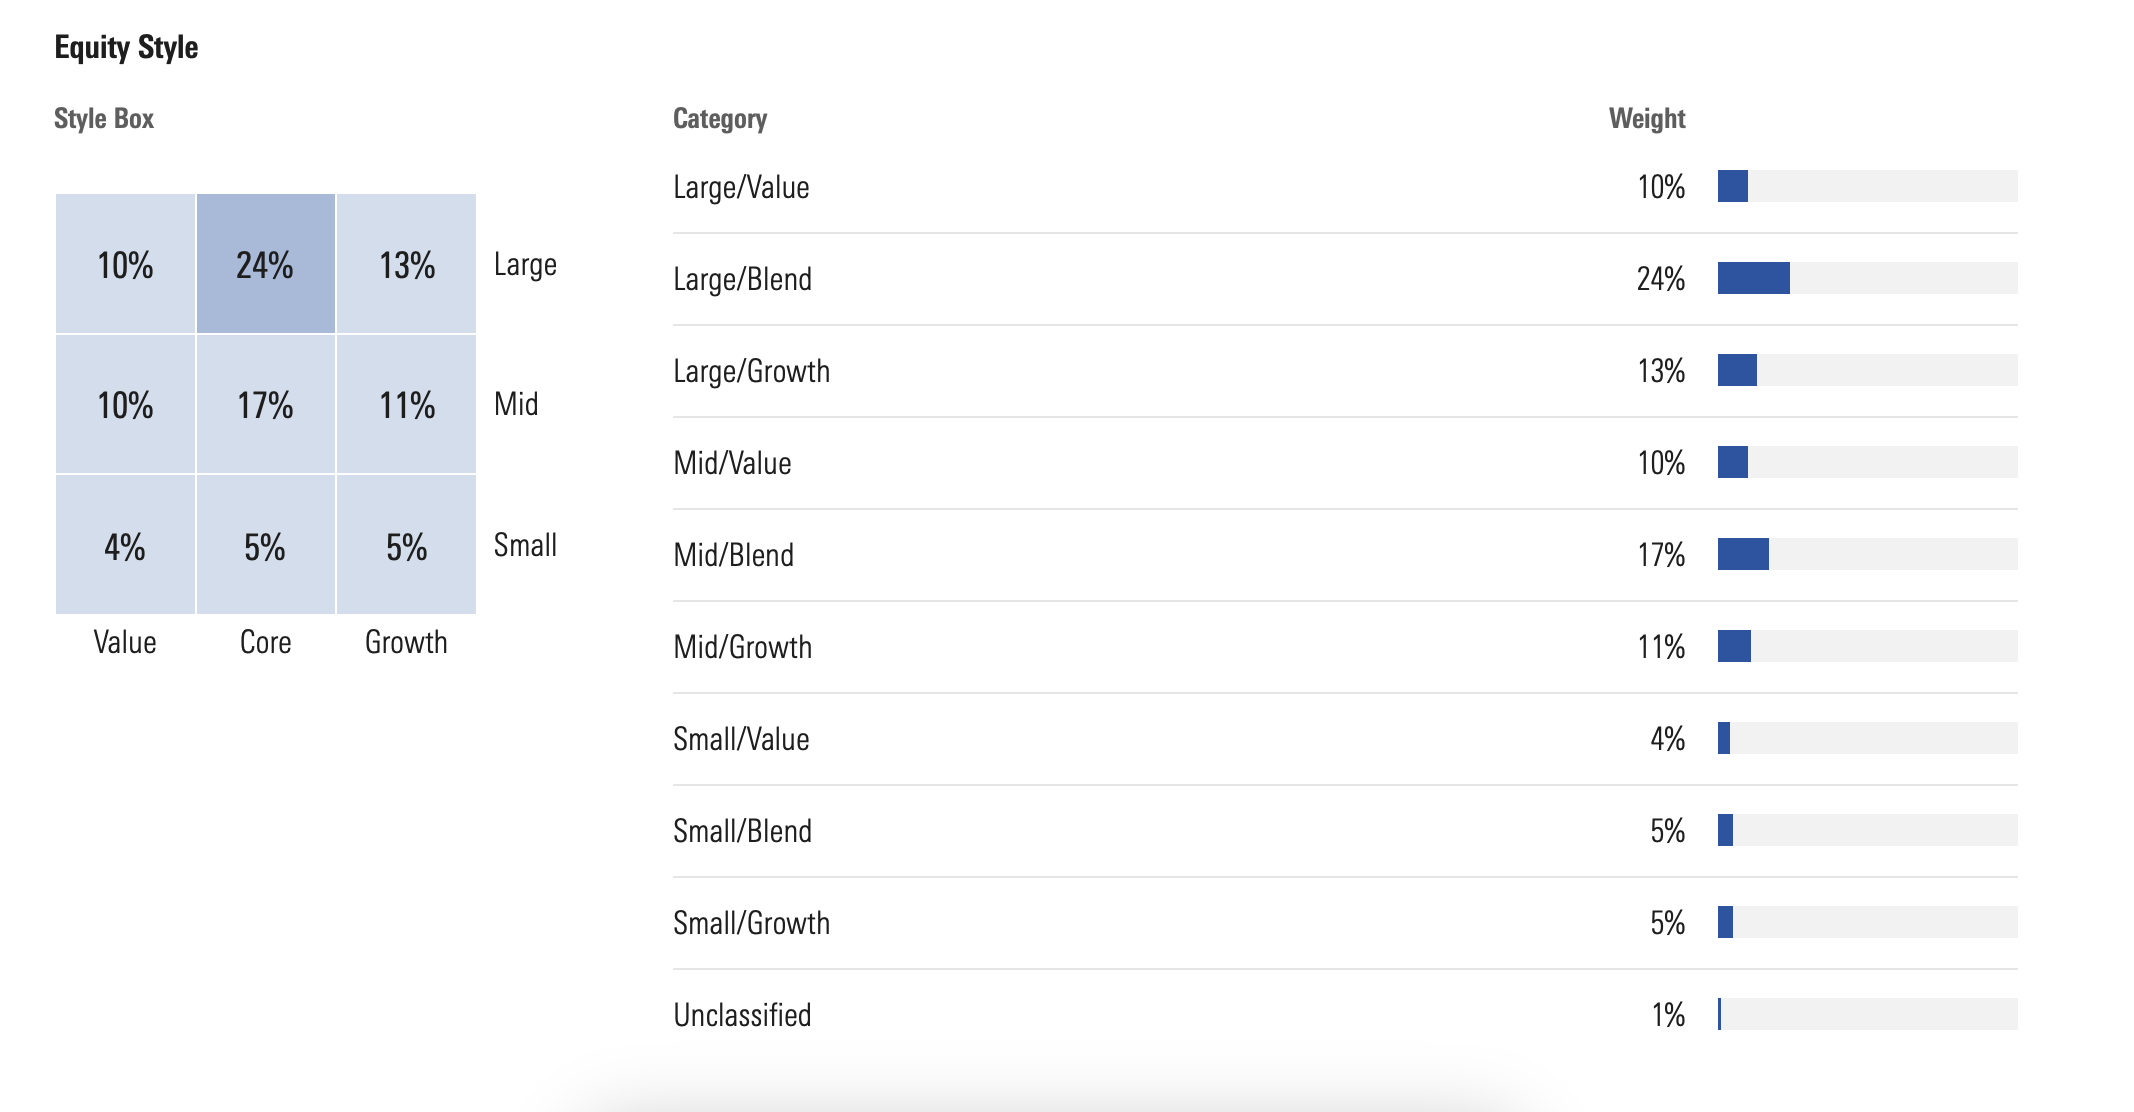 Equity Style
Style Box
10% 24% 13% Large
10% 17% 11% Mid
4% 5% 5% Small
Value Core Growth
Category Weight
Large/Value 10%
Large/Blend 24%
Large/Growth 13%
Mid/Value 10%
Mid/Blend 17%
Mid/Growth 11%
Small/Value 4%
Small/Blend 5%
Small/Growth 5%
Unclassified 1%